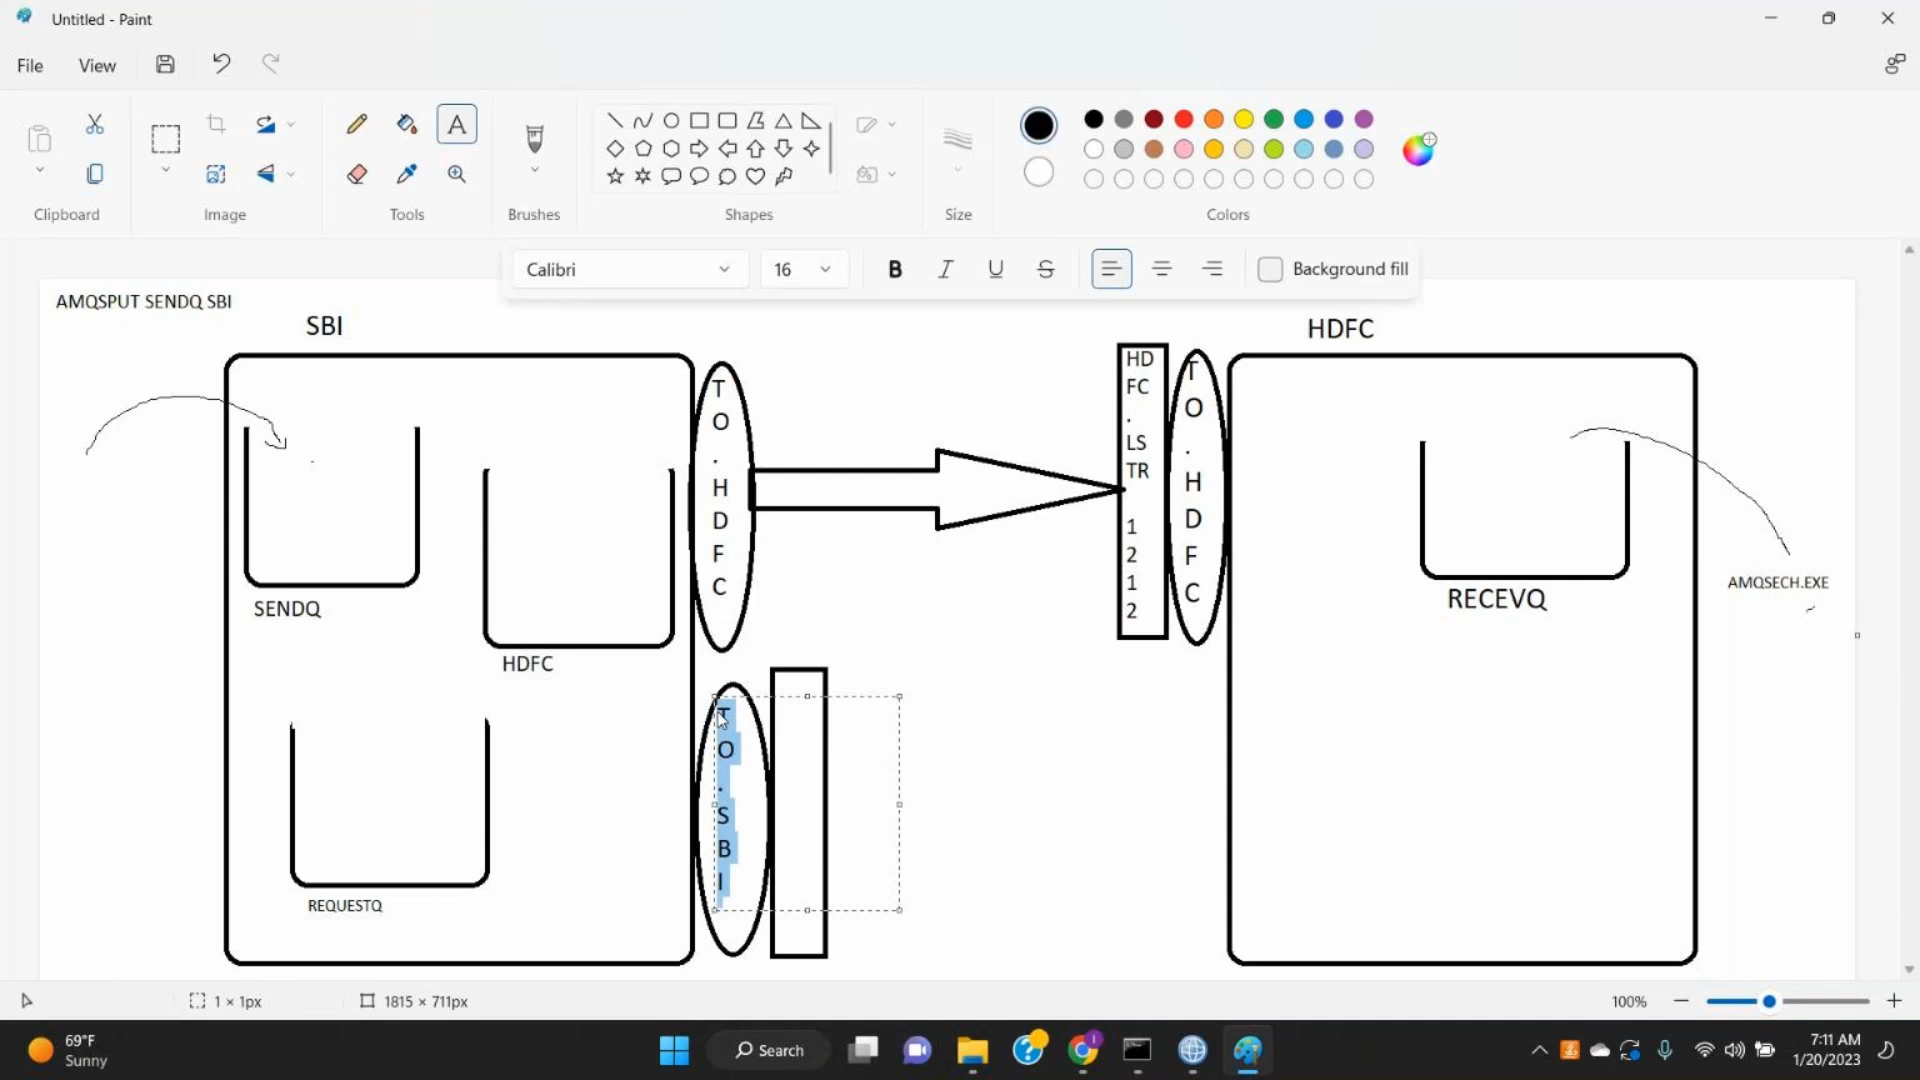 Untitled - Paint
File
View
Clipboard
Image
Tools
Brushes
Shapes
Size
Colors
Calibri
16
B
I
U
S
Background fill
AMQSPUT SENDQ SBI
SBI
HDFC
T
O
.
H
D
F
C
HD
FC
.
LS
TR
1
2
1
2
T
O
.
H
D
F
C
SENDQ
HDFC
RECEVQ
AMQSECH.EXE
T
O
.
S
B
I
REQUESTQ
1 × 1px
1815 × 711px
100%
69°F
Sunny
Search
7:11 AM
1/20/2023